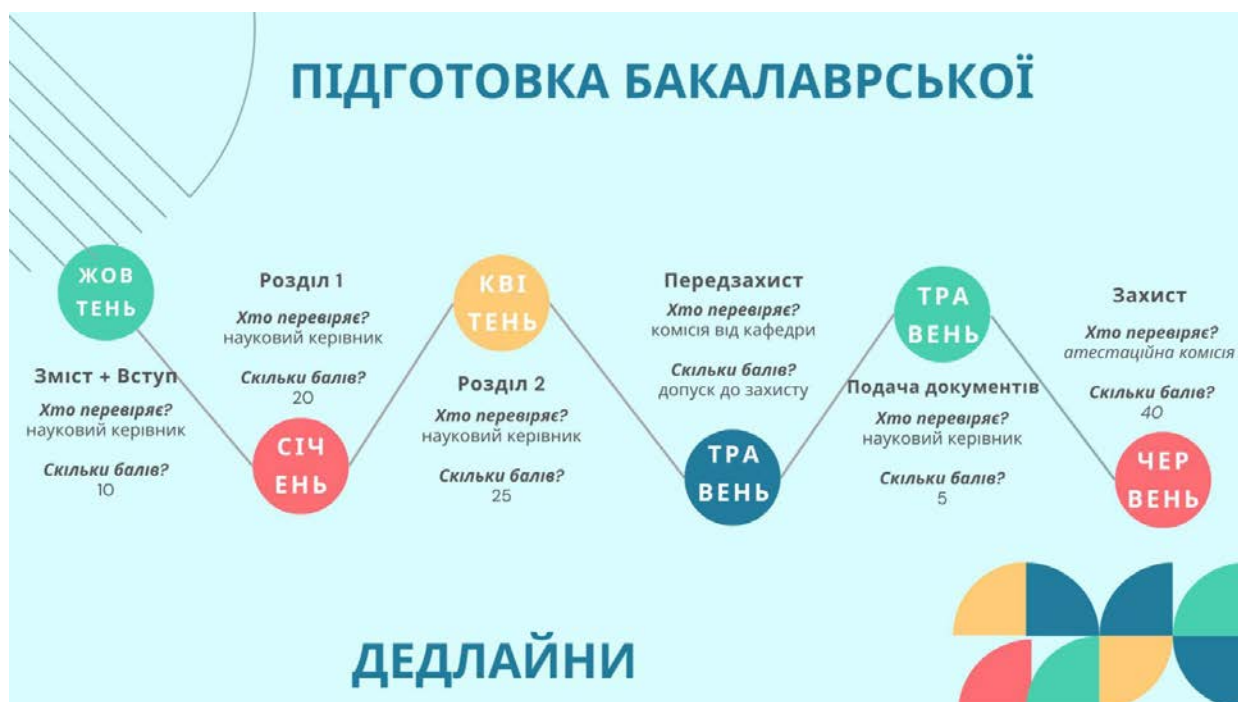 ПІДГОТОВКА БАКАЛАВРСЬКОЇ
ЖОВ
ТЕНЬ
Зміст + Вступ
Хто перевіряє?
науковий керівник
Скільки балів?
10
Розділ 1
Хто перевіряє?
науковий керівник
Скільки балів?
20
СІЧ
ЕНЬ
КВІ
ТЕНЬ
Розділ 2
Хто перевіряє?
науковий керівник
Скільки балів?
25
Передзахист
Хто перевіряє?
комісія від кафедри
Скільки балів?
допуск до захисту
ТРА
ВЕНЬ
ТРА
ВЕНЬ
Подача документів
Хто перевіряє?
науковий керівник
Скільки балів?
5
Захист
Хто перевіряє?
атестаційна комісія
Скільки балів?
40
ЧЕР
ВЕНЬ
ДЕДЛАЙНИ